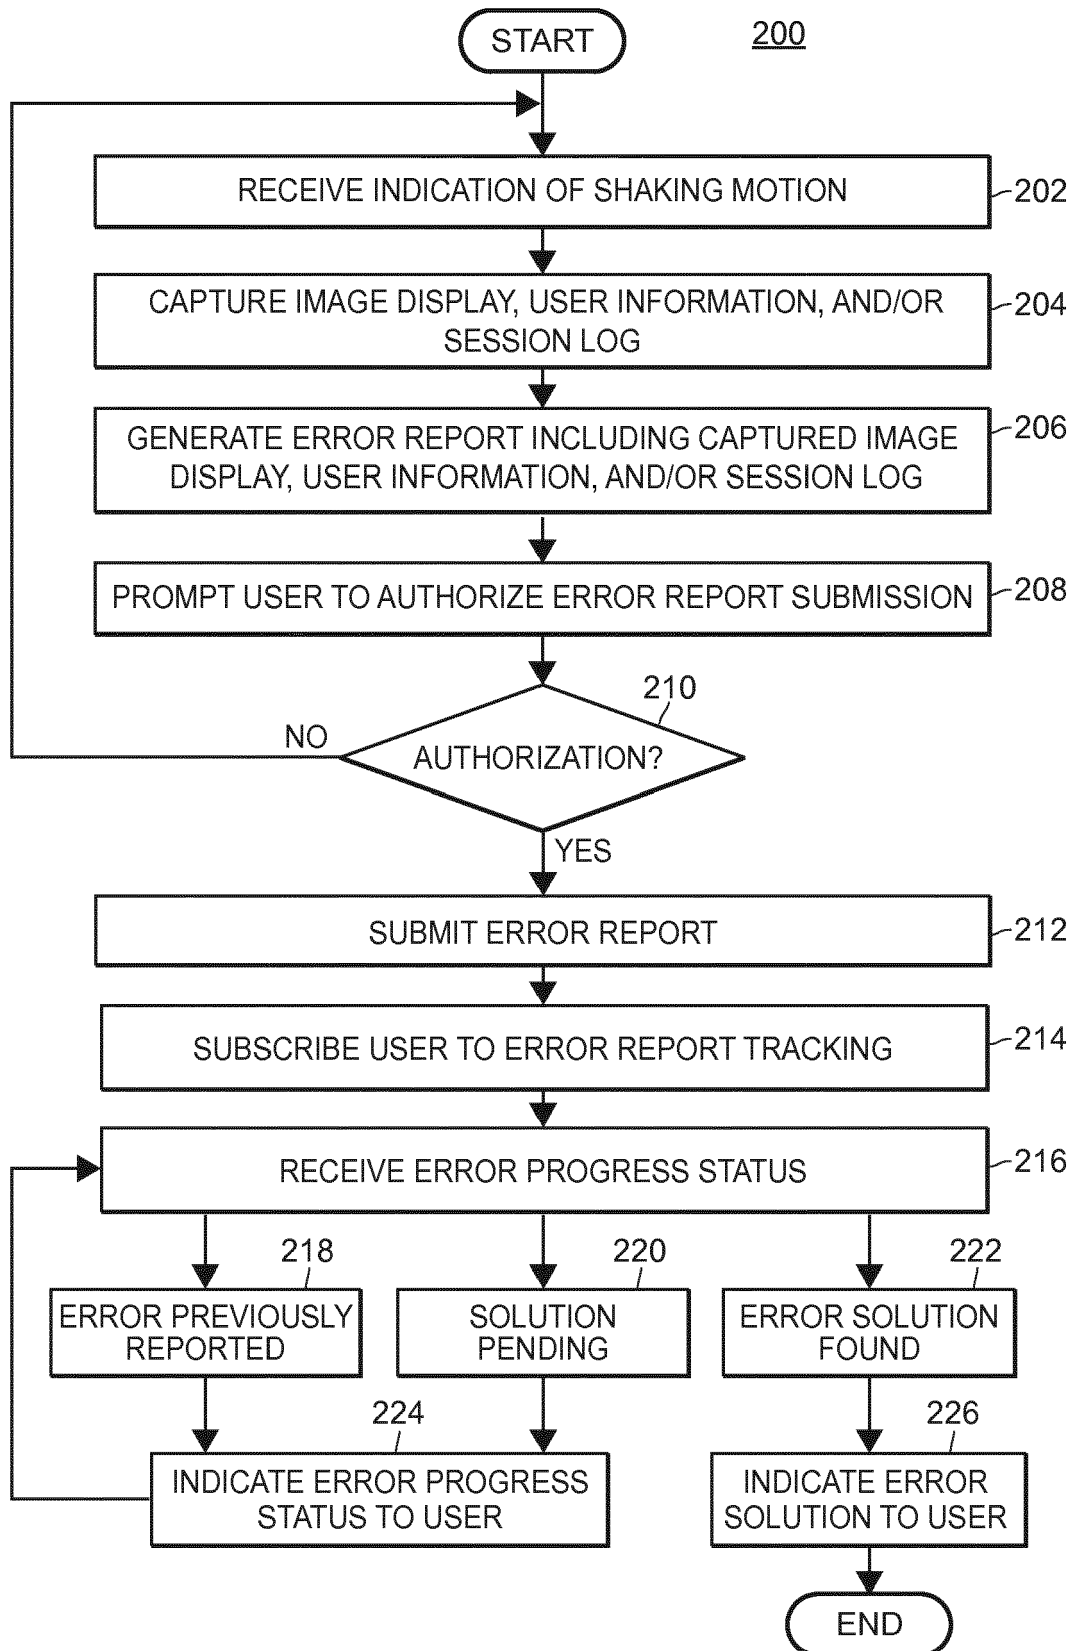 START
200
RECEIVE INDICATION OF SHAKING MOTION
202
CAPTURE IMAGE DISPLAY, USER INFORMATION, AND/OR
SESSION LOG
204
GENERATE ERROR REPORT INCLUDING CAPTURED IMAGE
DISPLAY, USER INFORMATION, AND/OR SESSION LOG
206
PROMPT USER TO AUTHORIZE ERROR REPORT SUBMISSION
208
210
NO
AUTHORIZATION?
YES
SUBMIT ERROR REPORT
212
SUBSCRIBE USER TO ERROR REPORT TRACKING
214
RECEIVE ERROR PROGRESS STATUS
216
218
220
222
ERROR PREVIOUSLY
REPORTED
SOLUTION
PENDING
ERROR SOLUTION
FOUND
224
226
INDICATE ERROR PROGRESS
STATUS TO USER
INDICATE ERROR
SOLUTION TO USER
END